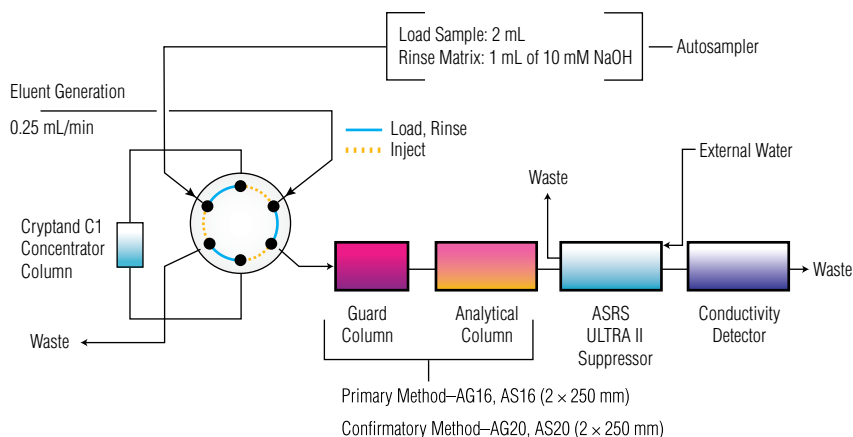 Load Sample: 2 mL
Rinse Matrix: 1 mL of 10 mM NaOH
Autosampler
Eluent Generation
0.25 mL/min
Load, Rinse
Inject
External Water
Waste
Cryptand C1
Concentrator
Column
Waste
Waste
Guard
Column
Analytical
Column
ASRS
ULTRA II
Suppressor
Conductivity
Detector
Primary Method–AG16, AS16 (2 × 250 mm)
Confirmatory Method–AG20, AS20 (2 × 250 mm)